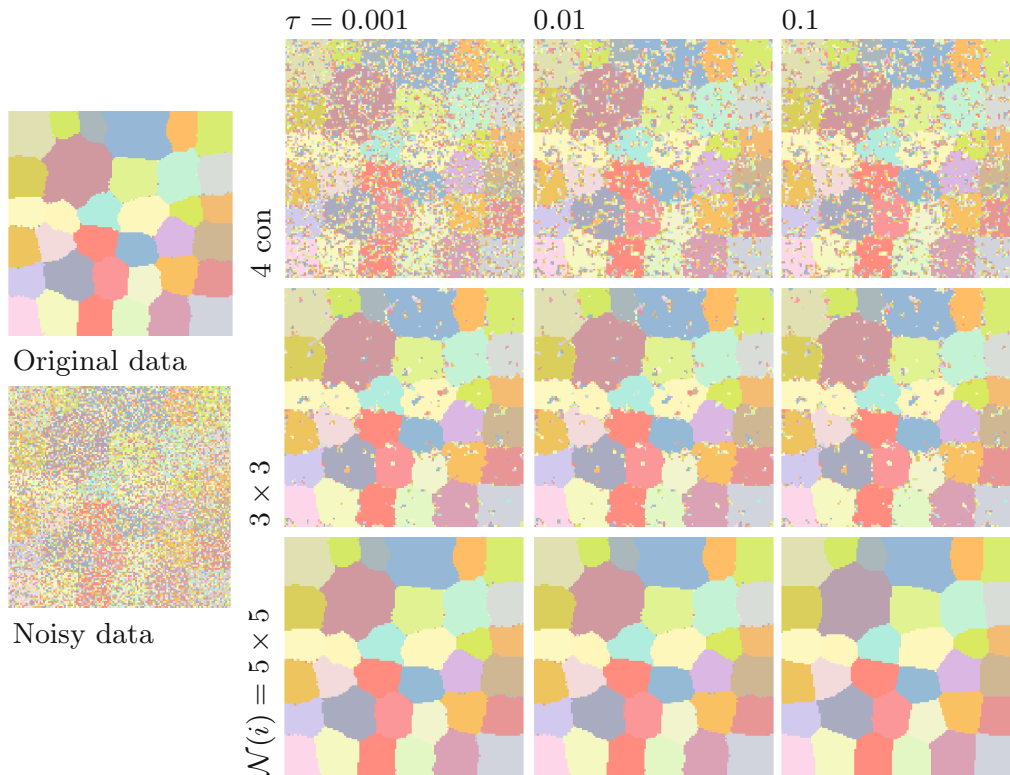 τ = 0.001
0.01
0.1
4 con
Original data
3 × 3
Noisy data
𝒩(i) = 5 × 5